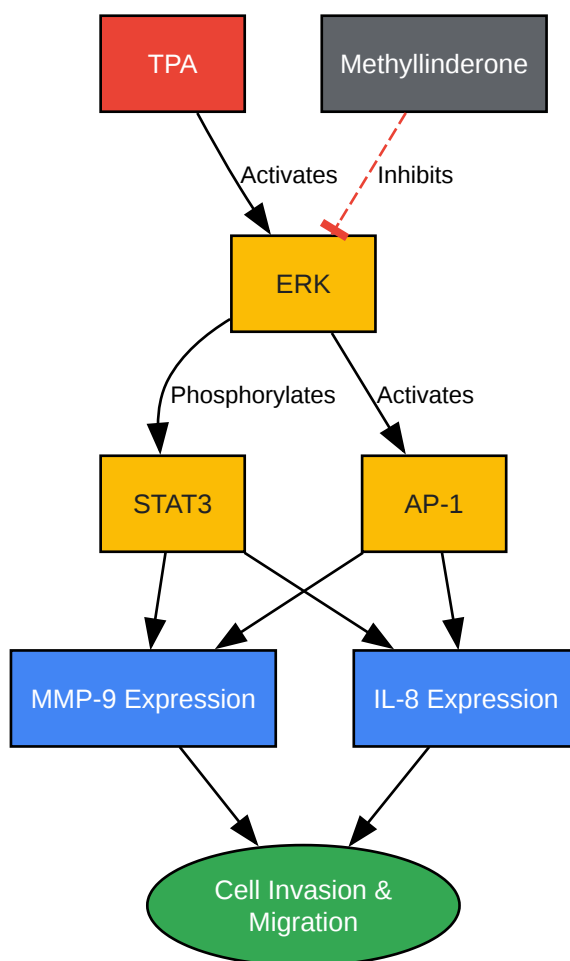 TPA
Methyllinderone
Activates
Inhibits
ERK
Phosphorylates
Activates
STAT3
AP-1
MMP-9 Expression
IL-8 Expression
Cell Invasion &
Migration